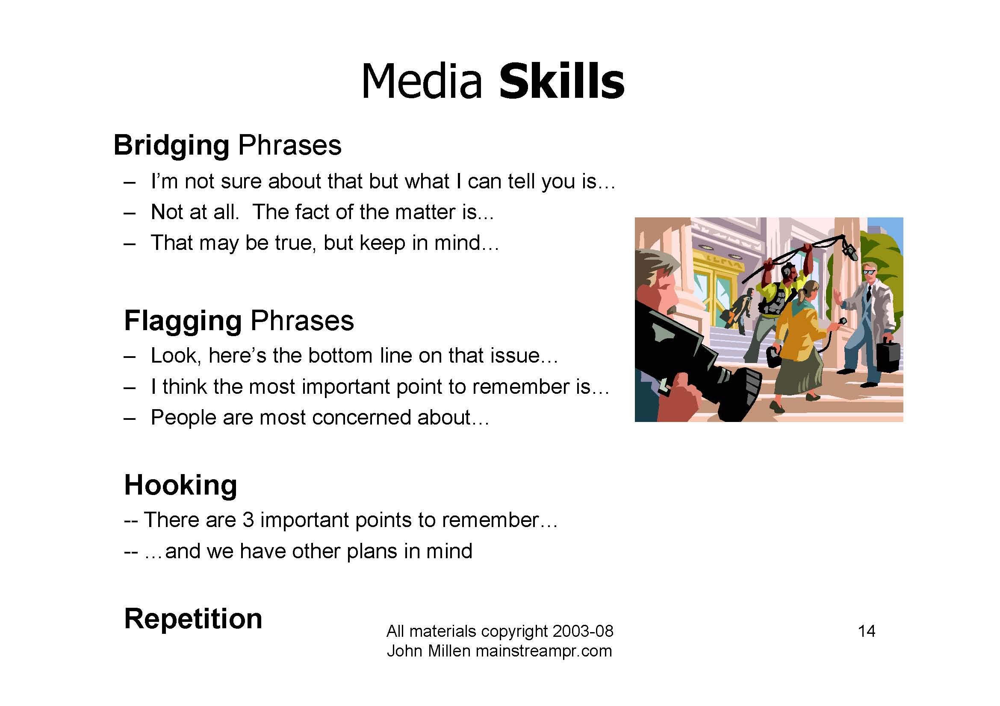 Media Skills
Bridging Phrases
– I’m not sure about that but what I can tell you is…
– Not at all.  The fact of the matter is...
– That may be true, but keep in mind…
Flagging Phrases
– Look, here’s the bottom line on that issue…
– I think the most important point to remember is…
– People are most concerned about…
Hooking
-- There are 3 important points to remember…
-- …and we have other plans in mind
Repetition
All materials copyright 2003-08
John Millen mainstreampr.com
14